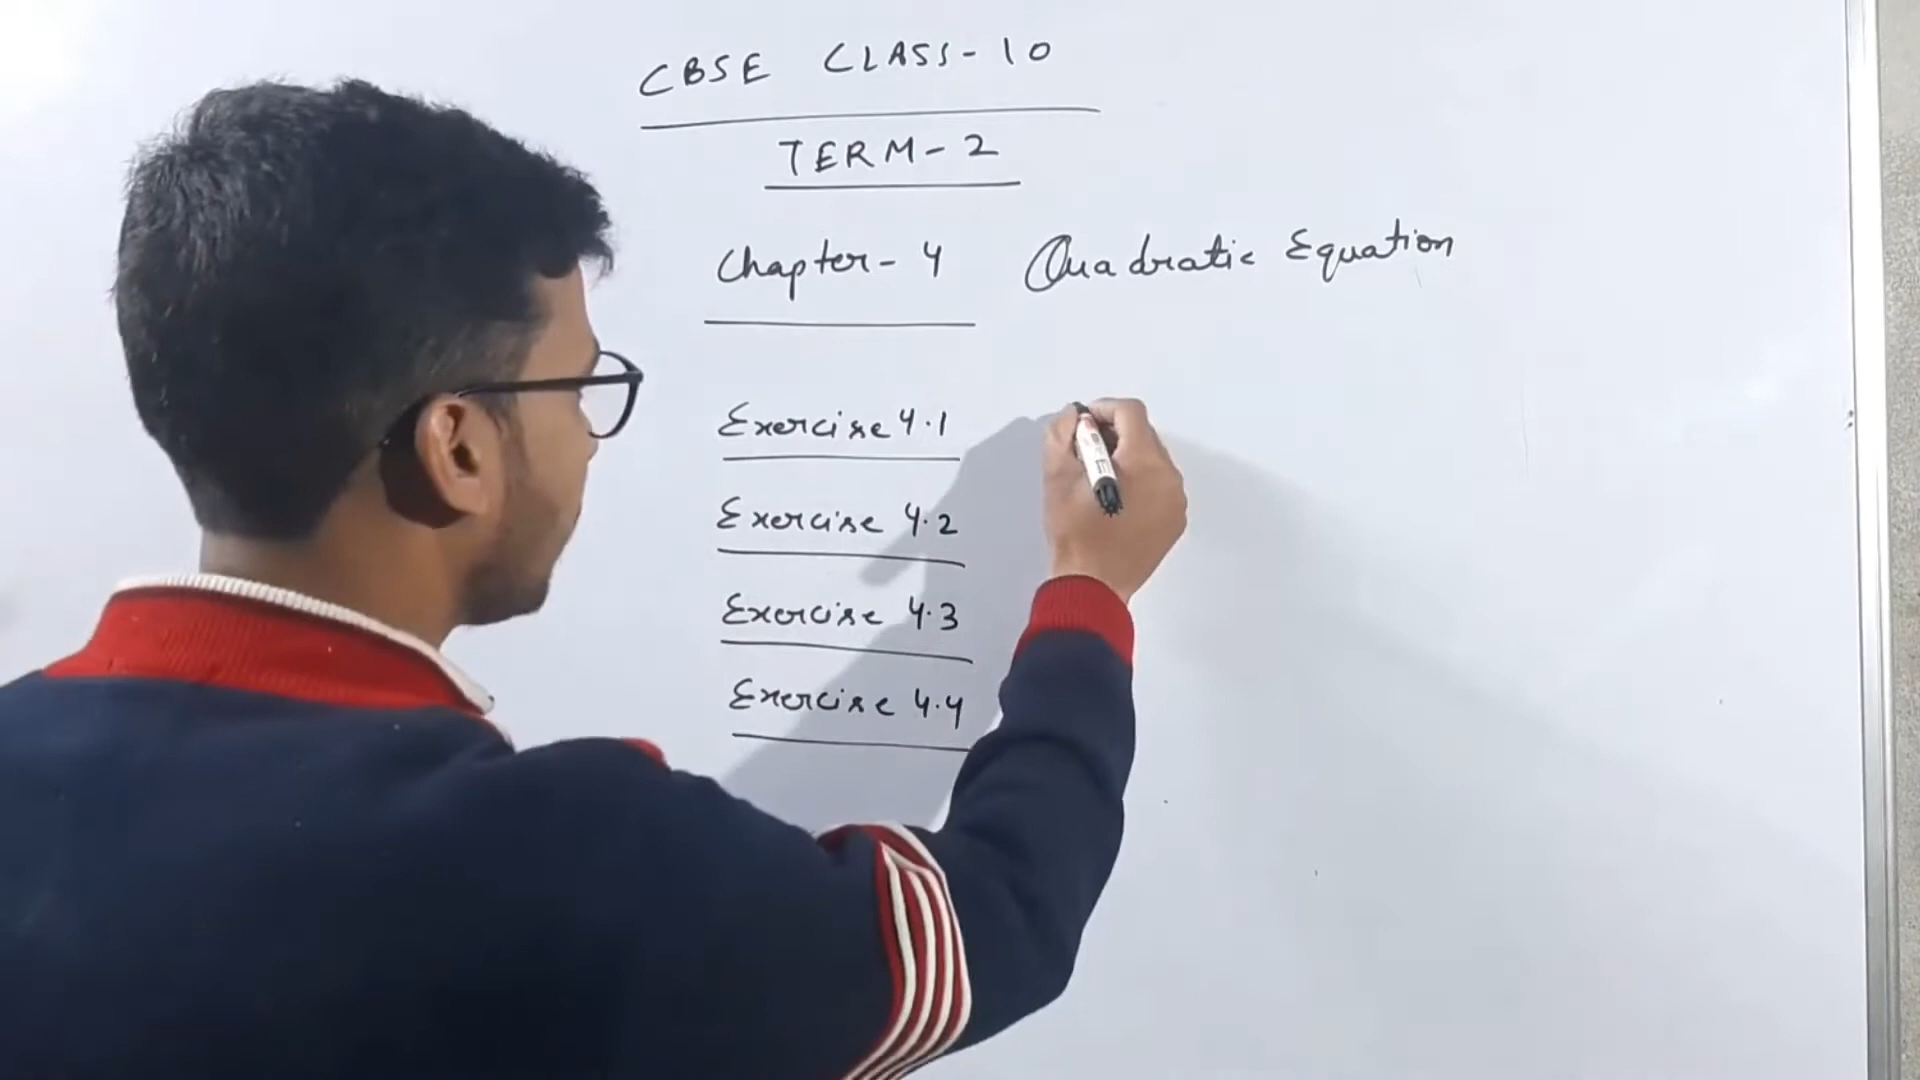 CBSE CLASS-10
TERM-2
Chapter-4 Quadratic Equation
Exercise 4.1
Exercise 4.2
Exercise 4.3
Exercise 4.4